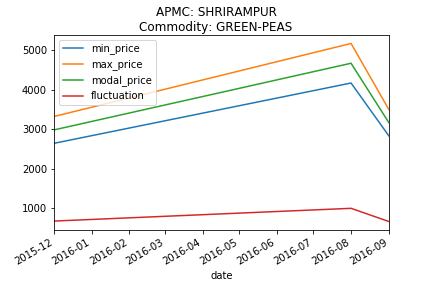 APMC: SHRIRAMPUR
Commodity: GREEN-PEAS
min_price
max_price
modal_price
fluctuation
5000
4000
3000
2000
1000
2015-12
2016-01
2016-02
2016-03
2016-04
2016-05
2016-06
2016-07
2016-08
2016-09
date